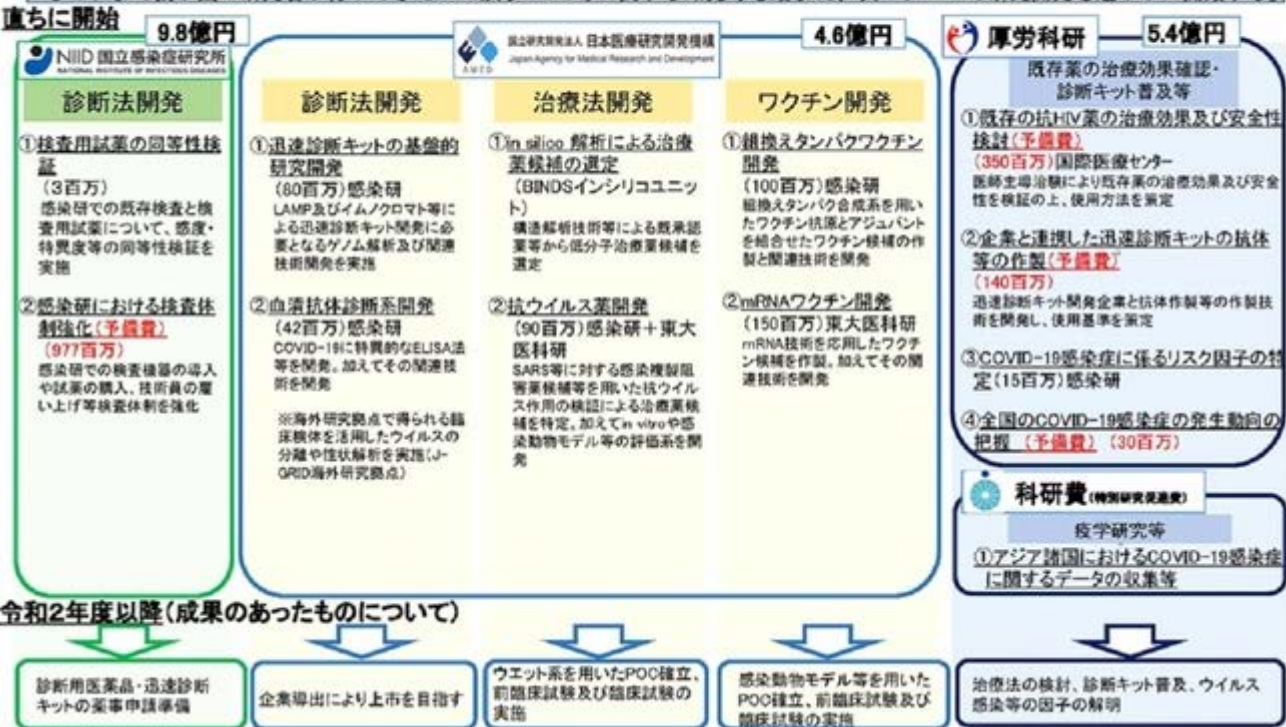 直ちに開始
9.8億円
NIID 国立感染症研究所
NATIONAL INSTITUTE OF INFECTIOUS DISEASES
診断法開発
①検査用試薬の同等性検
証
(3百万)
感染研での既存検査と検
査用試薬について、感度・
特異度等の同等性検証を
実施
②感染研における検査体
制強化(予備費)
(977百万)
感染研での検査機器の導入
や試薬の購入、技術員の雇
い上げ等検査体制を強化
国立研究開発法人 日本医療研究開発機構
Japan Agency for Medical Research and Development
AMED
4.6億円
診断法開発
①迅速診断キットの基盤的
研究開発
(80百万)感染研
LAMP及びイムノクロマト等に
よる迅速診断キット開発に必
要となるゲノム解析及び関連
技術開発を実施
②血清抗体診断系開発
(42百万)感染研
COVID-19に特異的なELISA法
等を開発。加えてその関連技
術を開発
※海外研究拠点で得られる臨
床検体を活用したウイルスの
分離や性状解析を実施(J-
GRID海外研究拠点)
治療法開発
①in silico 解析による治療
薬候補の選定
(BINDSインシリコユニッ
ト)
構造解析技術等による既承認
薬等から低分子治療薬候補を
選定
②抗ウイルス薬開発
(90百万)感染研+東大
医科研
SARS等に対する感染複製阻
害薬候補等を用いた抗ウイル
ス作用の検証による治療薬候
補を特定。加えてin vitroや感
染動物モデル等の評価系を開
発
ワクチン開発
①組換えタンパクワクチン
開発
(100百万)感染研
組換えタンパク合成系を用い
たワクチン抗原とアジュバント
を組合せたワクチン候補の作
製と関連技術を開発
②mRNAワクチン開発
(150百万)東大医科研
mRNA技術を応用したワクチ
ン候補を作製。加えてその関
連技術を開発
厚労科研
5.4億円
既存薬の治療効果確認・
診断キット普及等
①既存の抗HIV薬の治療効果及び安全性
検討(予備費)
(350百万)国際医療センター
医師主導治験により既存薬の治療効果及び安全
性を検証の上、使用方法を策定
②企業と連携した迅速診断キットの抗体
等の作製(予備費)
(140百万)
迅速診断キット開発企業と抗体作製等の作製技
術を開発し、使用基準を策定
③COVID-19感染症に係るリスク因子の特
定(15百万)感染研
④全国のCOVID-19感染症の発生動向の
把握 (予備費) (30百万)
科研費(特別研究促進費)
疫学研究等
①アジア諸国におけるCOVID-19感染症
に関するデータの収集等
令和2年度以降(成果のあったものについて)
診断用医薬品・迅速診断
キットの薬事申請準備
企業導出により上市を目指す
ウエット系を用いたPOC確立、
前臨床試験及び臨床試験の
実施
感染動物モデル等を用いた
POC確立、前臨床試験及び
臨床試験の実施
治療法の検討、診断キット普及、ウイルス
感染等の因子の解明